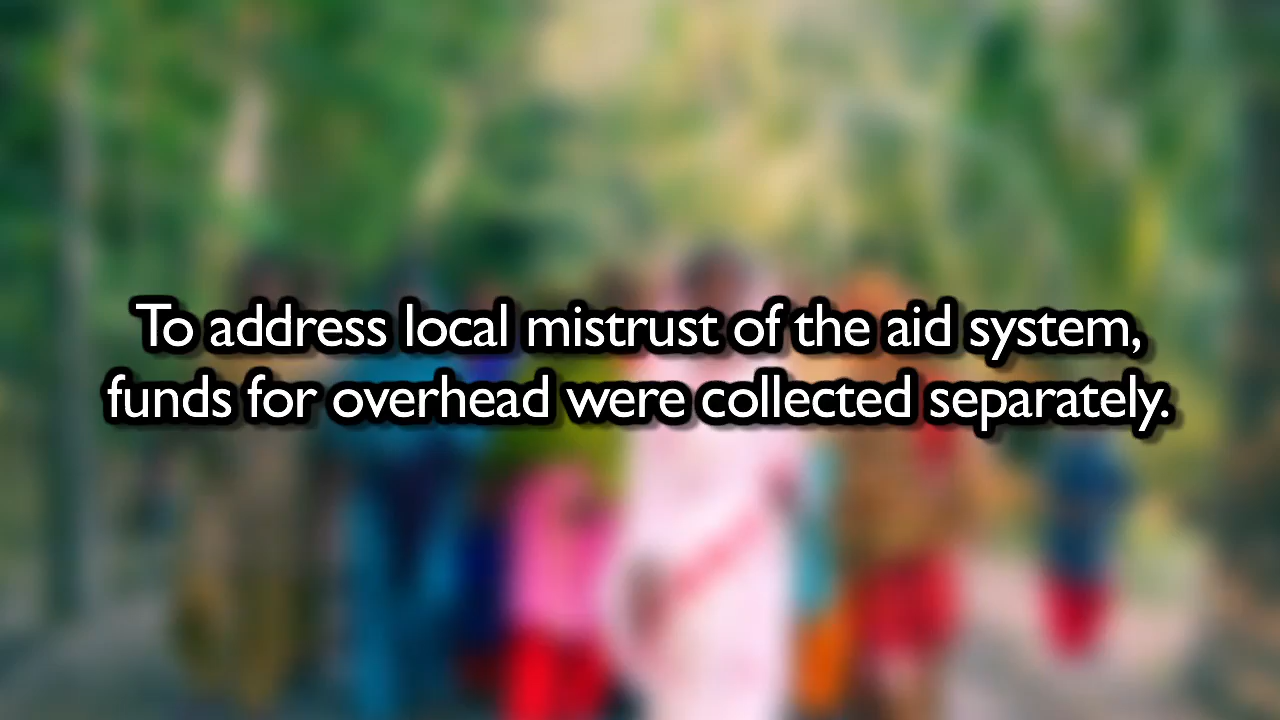 To address local mistrust of the aid system,
funds for overhead were collected separately.